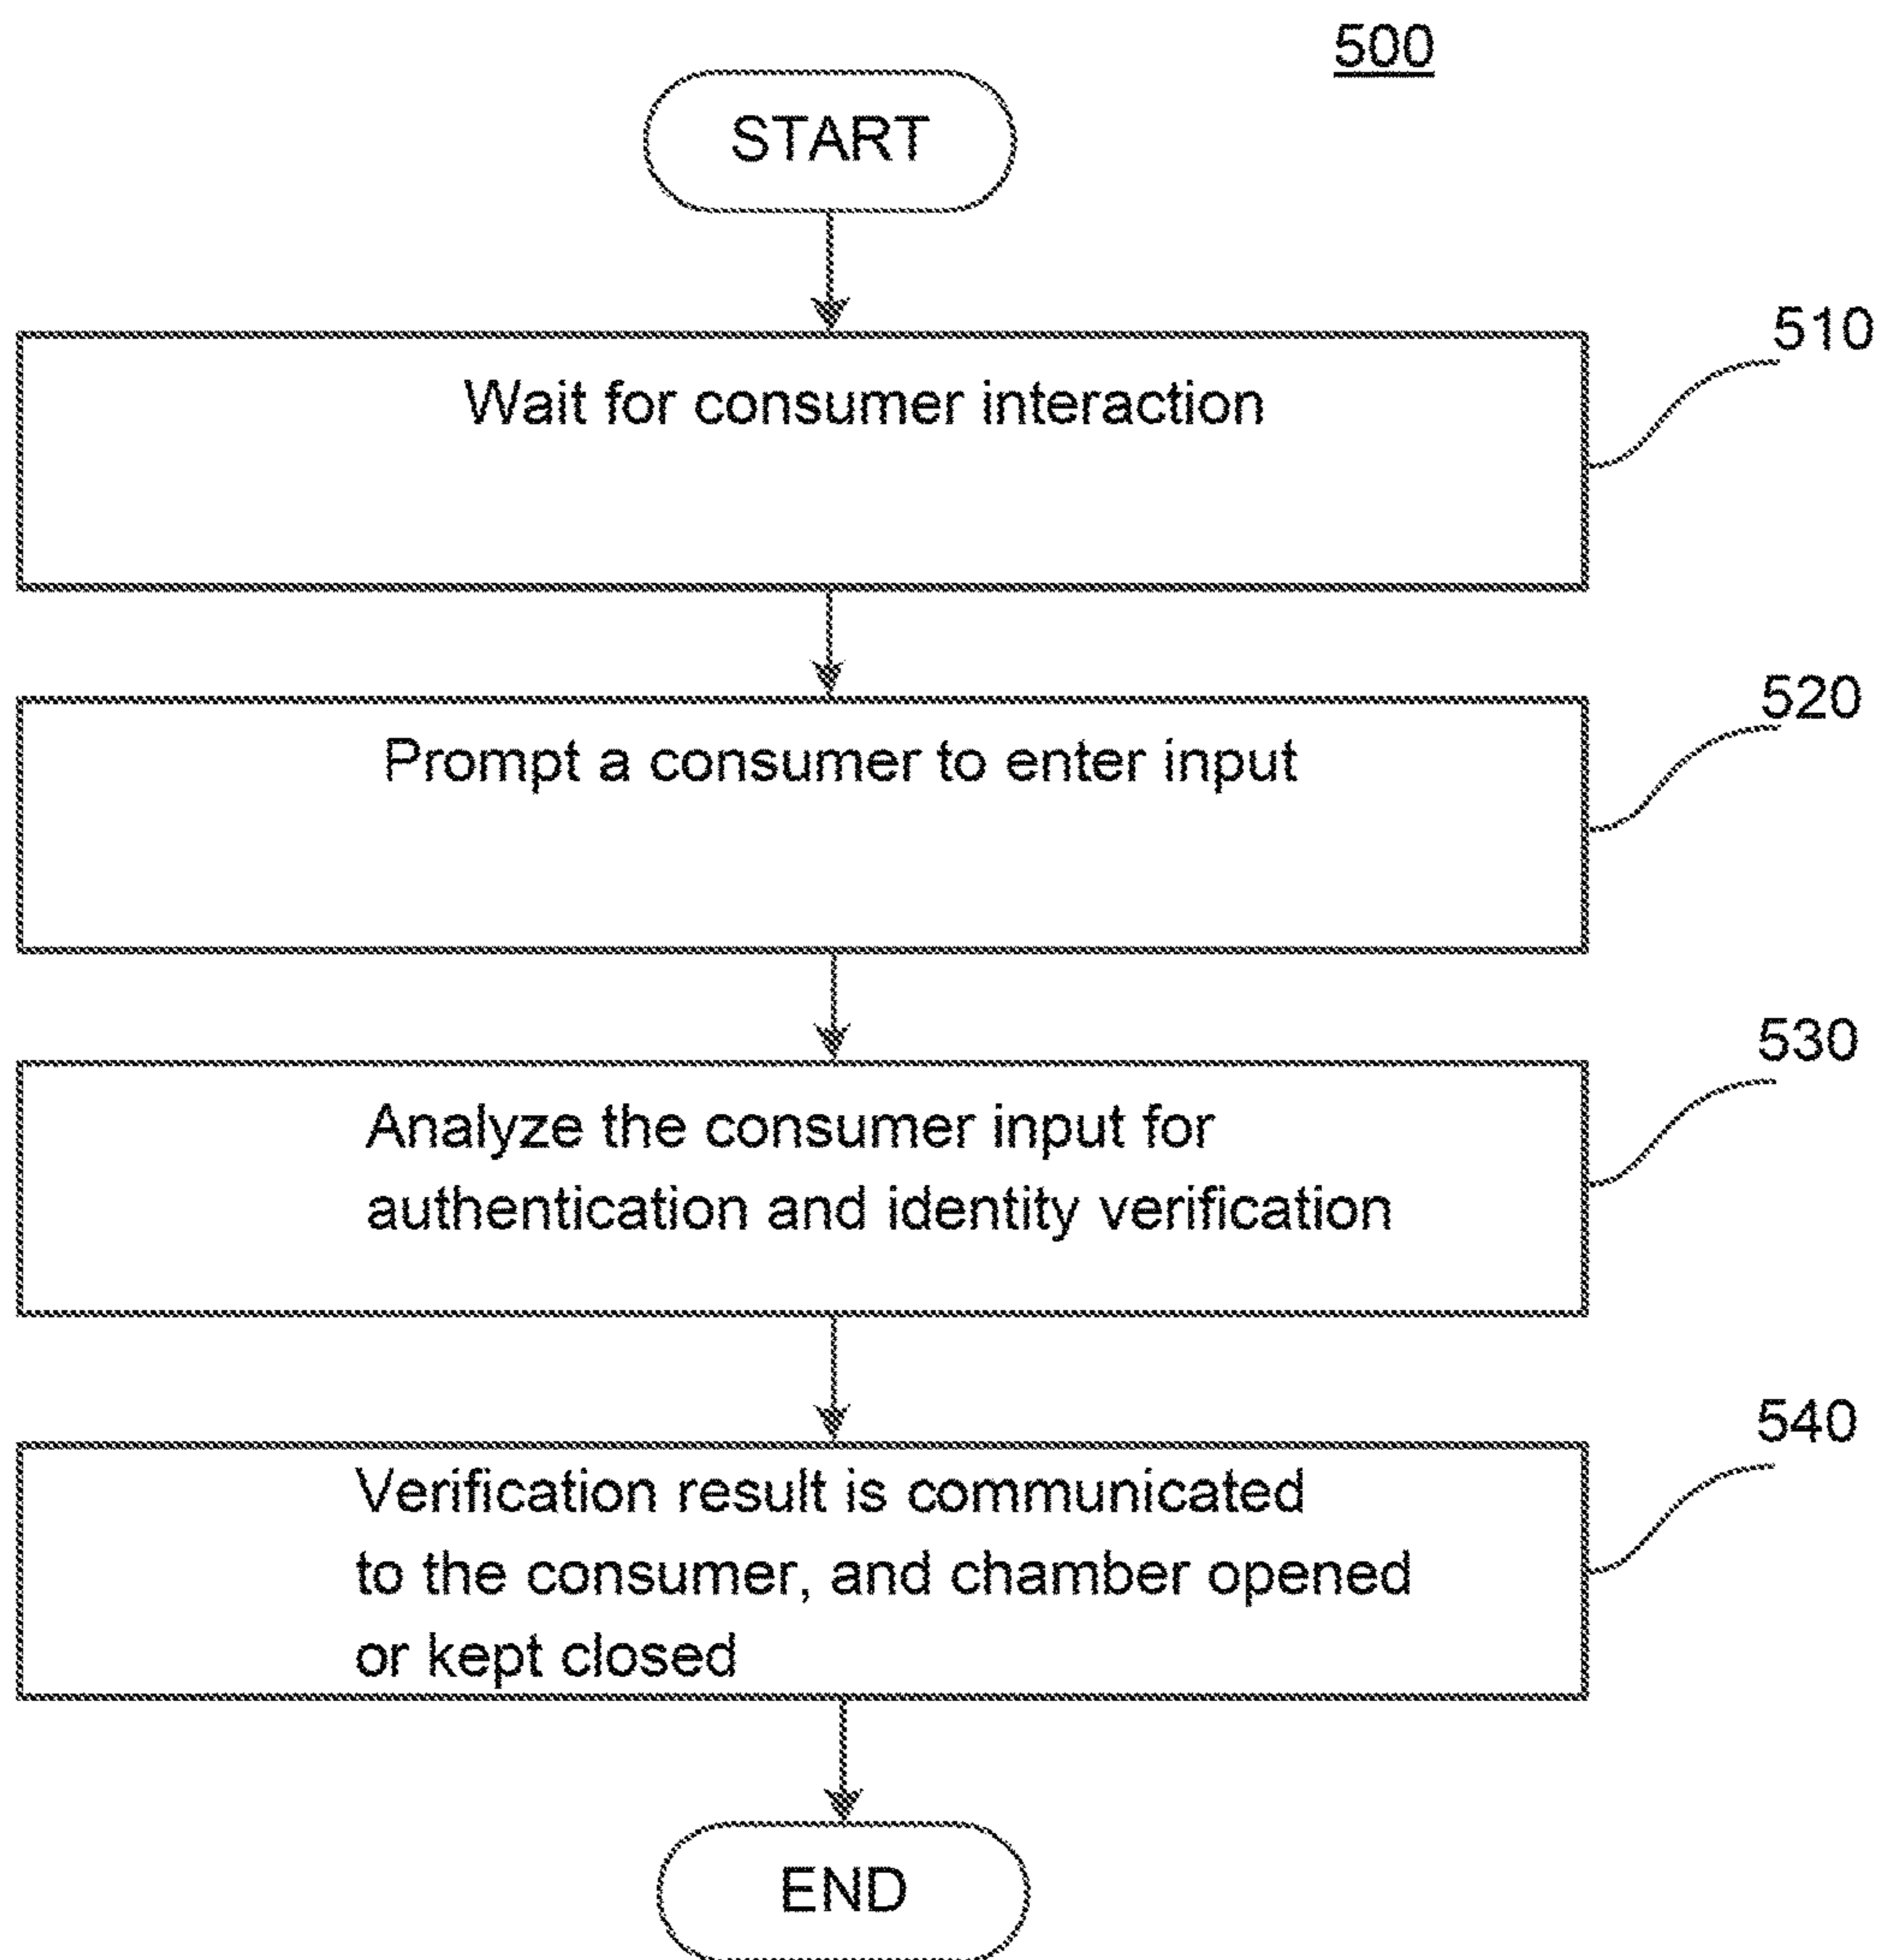 500
START
510
Wait for consumer interaction
520
Prompt a consumer to enter input
530
Analyze the consumer input for
authentication and identity verification
540
Verification result is communicated
to the consumer, and chamber opened
or kept closed
END